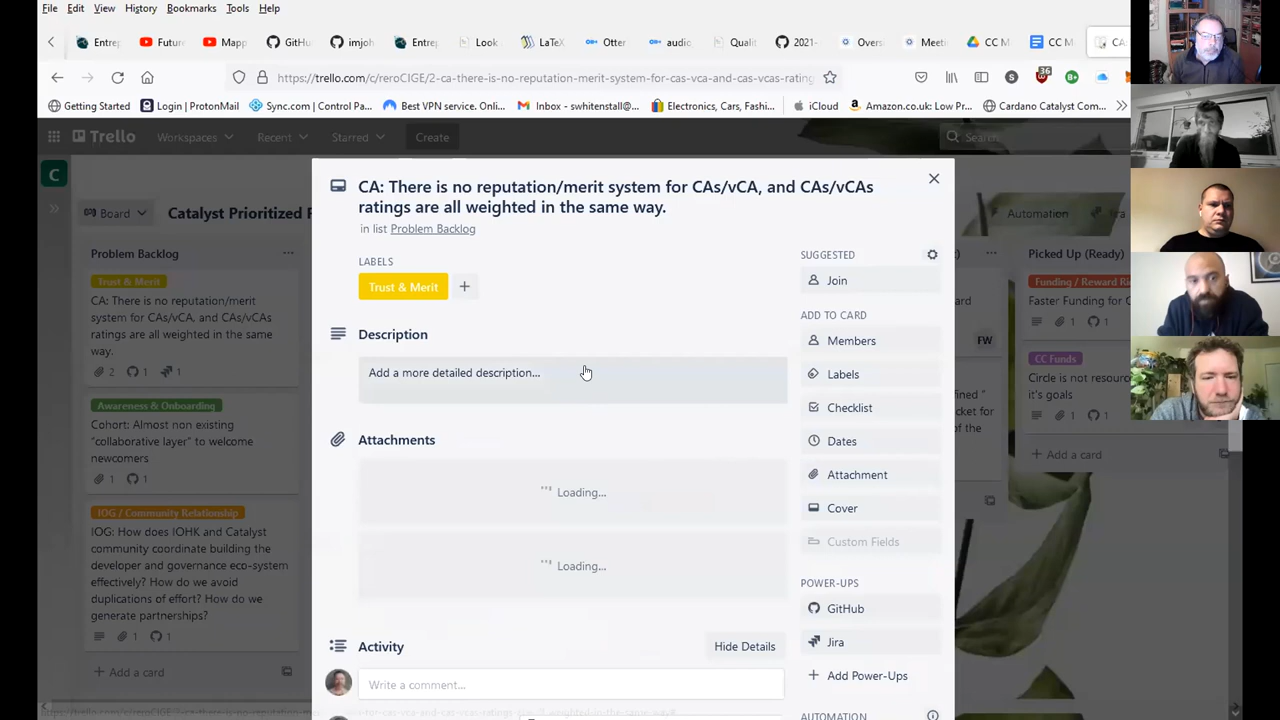 File Edit View History Bookmarks Tools Help
Entrep Future Mapp GitHu imjoh Entrep Look LaTeX Otter audio Qualit 2021- Overs Meeti CC M CC M CA:
https://trello.com/c/reroCIGE/2-ca-there-is-no-reputation-merit-system-for-cas-vca-and-cas-vcas-rating
36
Getting Started Login | ProtonMail Sync.com | Control Pa... Best VPN service. Onli... Inbox - swhitenstall@... Electronics, Cars, Fashi... iCloud Amazon.co.uk: Low Pr... Cardano Catalyst Com...
Trello Workspaces Recent Starred Create Search
C
Board Catalyst Prioritized P Automation
Problem Backlog
Trust & Merit
CA: There is no reputation/merit
system for CAs/vCA, and CAs/vCAs
ratings are all weighted in the same
way.
2 1 1
Awareness & Onboarding
Cohort: Almost non existing
"collaborative layer" to welcome
newcomers
1 1
IOG / Community Relationship
IOG: How does IOHK and Catalyst
community coordinate building the
developer and governance eco-system
effectively? How do we avoid
duplications of effort? How do we
generate partnerships?
1 1
+ Add a card
CA: There is no reputation/merit system for CAs/vCA, and CAs/vCAs
ratings are all weighted in the same way.
in list Problem Backlog
LABELS
Trust & Merit +
Description
Add a more detailed description...
Attachments
Loading...
Loading...
Activity Hide Details
Write a comment...
SUGGESTED
Join
ADD TO CARD
Members
Labels
Checklist
Dates
Attachment
Cover
Custom Fields
POWER-UPS
GitHub
Jira
+ Add Power-Ups
AUTOMATION
FW
Picked Up (Ready)
Funding / Reward Ri
Faster Funding for C
1 1
CC Funds
Circle is not resourc
it's goals
1 1
+ Add a card